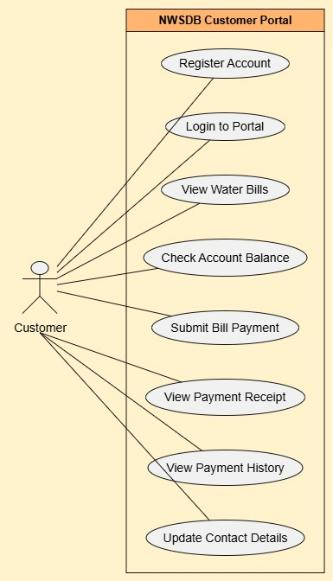 NWSDB Customer Portal
Register Account
Login to Portal
View Water Bills
Check Account Balance
Customer
Submit Bill Payment
View Payment Receipt
View Payment History
Update Contact Details